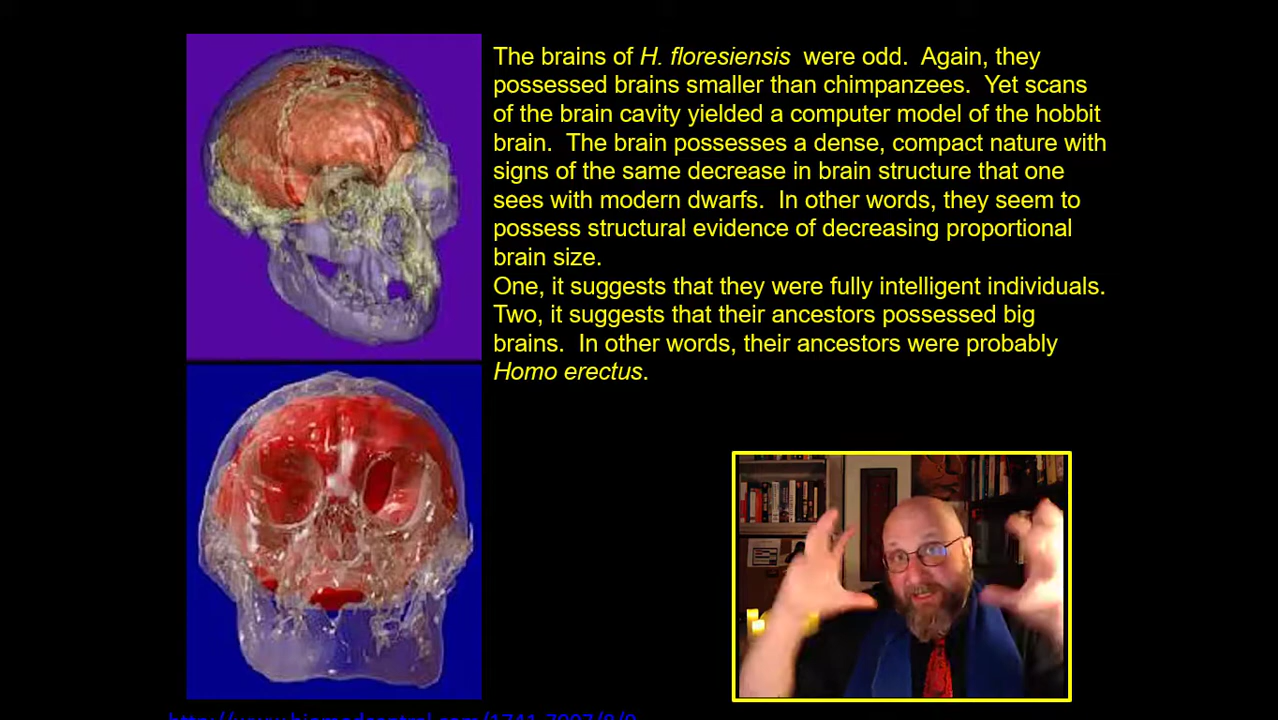 The brains of H. floresiensis were odd. Again, they
possessed brains smaller than chimpanzees. Yet scans
of the brain cavity yielded a computer model of the hobbit
brain. The brain possesses a dense, compact nature with
signs of the same decrease in brain structure that one
sees with modern dwarfs. In other words, they seem to
possess structural evidence of decreasing proportional
brain size.
One, it suggests that they were fully intelligent individuals.
Two, it suggests that their ancestors possessed big
brains. In other words, their ancestors were probably
Homo erectus.